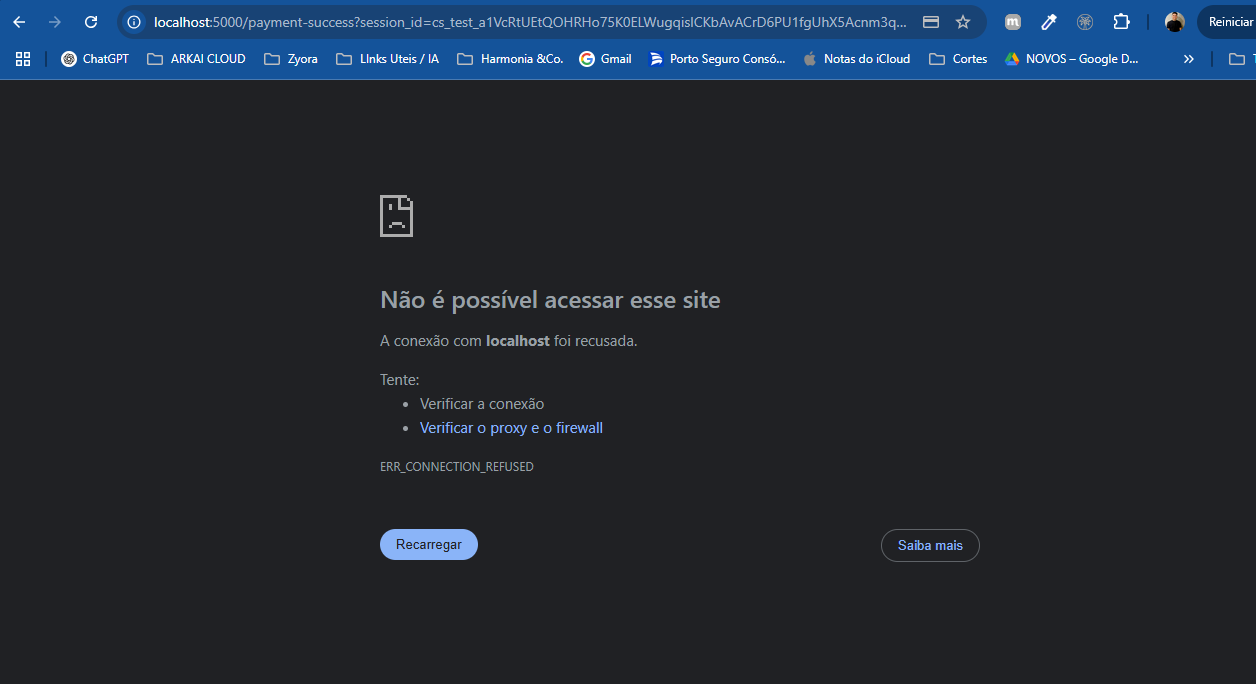 localhost:5000/payment-success?session_id=cs_test_a1VcRtUEtQOHRHo75K0ELWugqisICKbAvACrD6PU1fgUhX5Acnm3q...
m
Reiniciar
ChatGPT
ARKAI CLOUD
Zyora
LInks Uteis / IA
Harmonia &Co.
Gmail
Porto Seguro Consó...
Notas do iCloud
Cortes
NOVOS – Google D...
Não é possível acessar esse site
A conexão com localhost foi recusada.
Tente:
• Verificar a conexão
• Verificar o proxy e o firewall
ERR_CONNECTION_REFUSED
Recarregar
Saiba mais